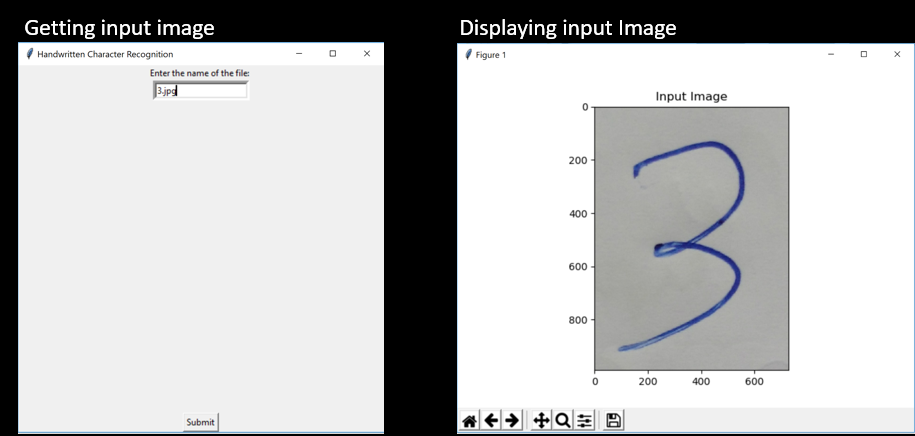 Getting input image
Handwritten Character Recognition
Enter the name of the file:
3.jpg
Submit
Displaying input Image
Figure 1
Input Image
0
200
400
600
800
0 200 400 600
3